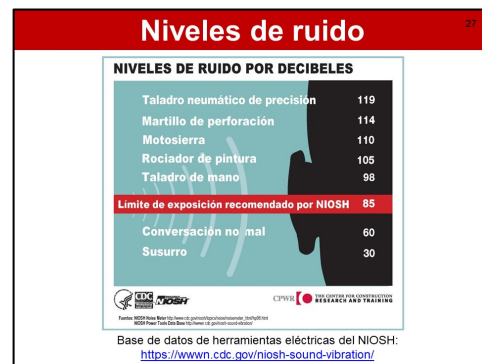 Niveles de ruido
27
NIVELES DE RUIDO POR DECIBELES
Taladro neumático de precisión 119
Martillo de perforación 114
Motosierra 110
Rociador de pintura 105
Taladro de mano 98
Límite de exposición recomendado por NIOSH 85
Conversación no mal 60
Susurro 30
CDC NIOSH
CPWR THE CENTER FOR CONSTRUCTION
RESEARCH AND TRAINING
Base de datos de herramientas eléctricas del NIOSH:
https://wwwn.cdc.gov/niosh-sound-vibration/